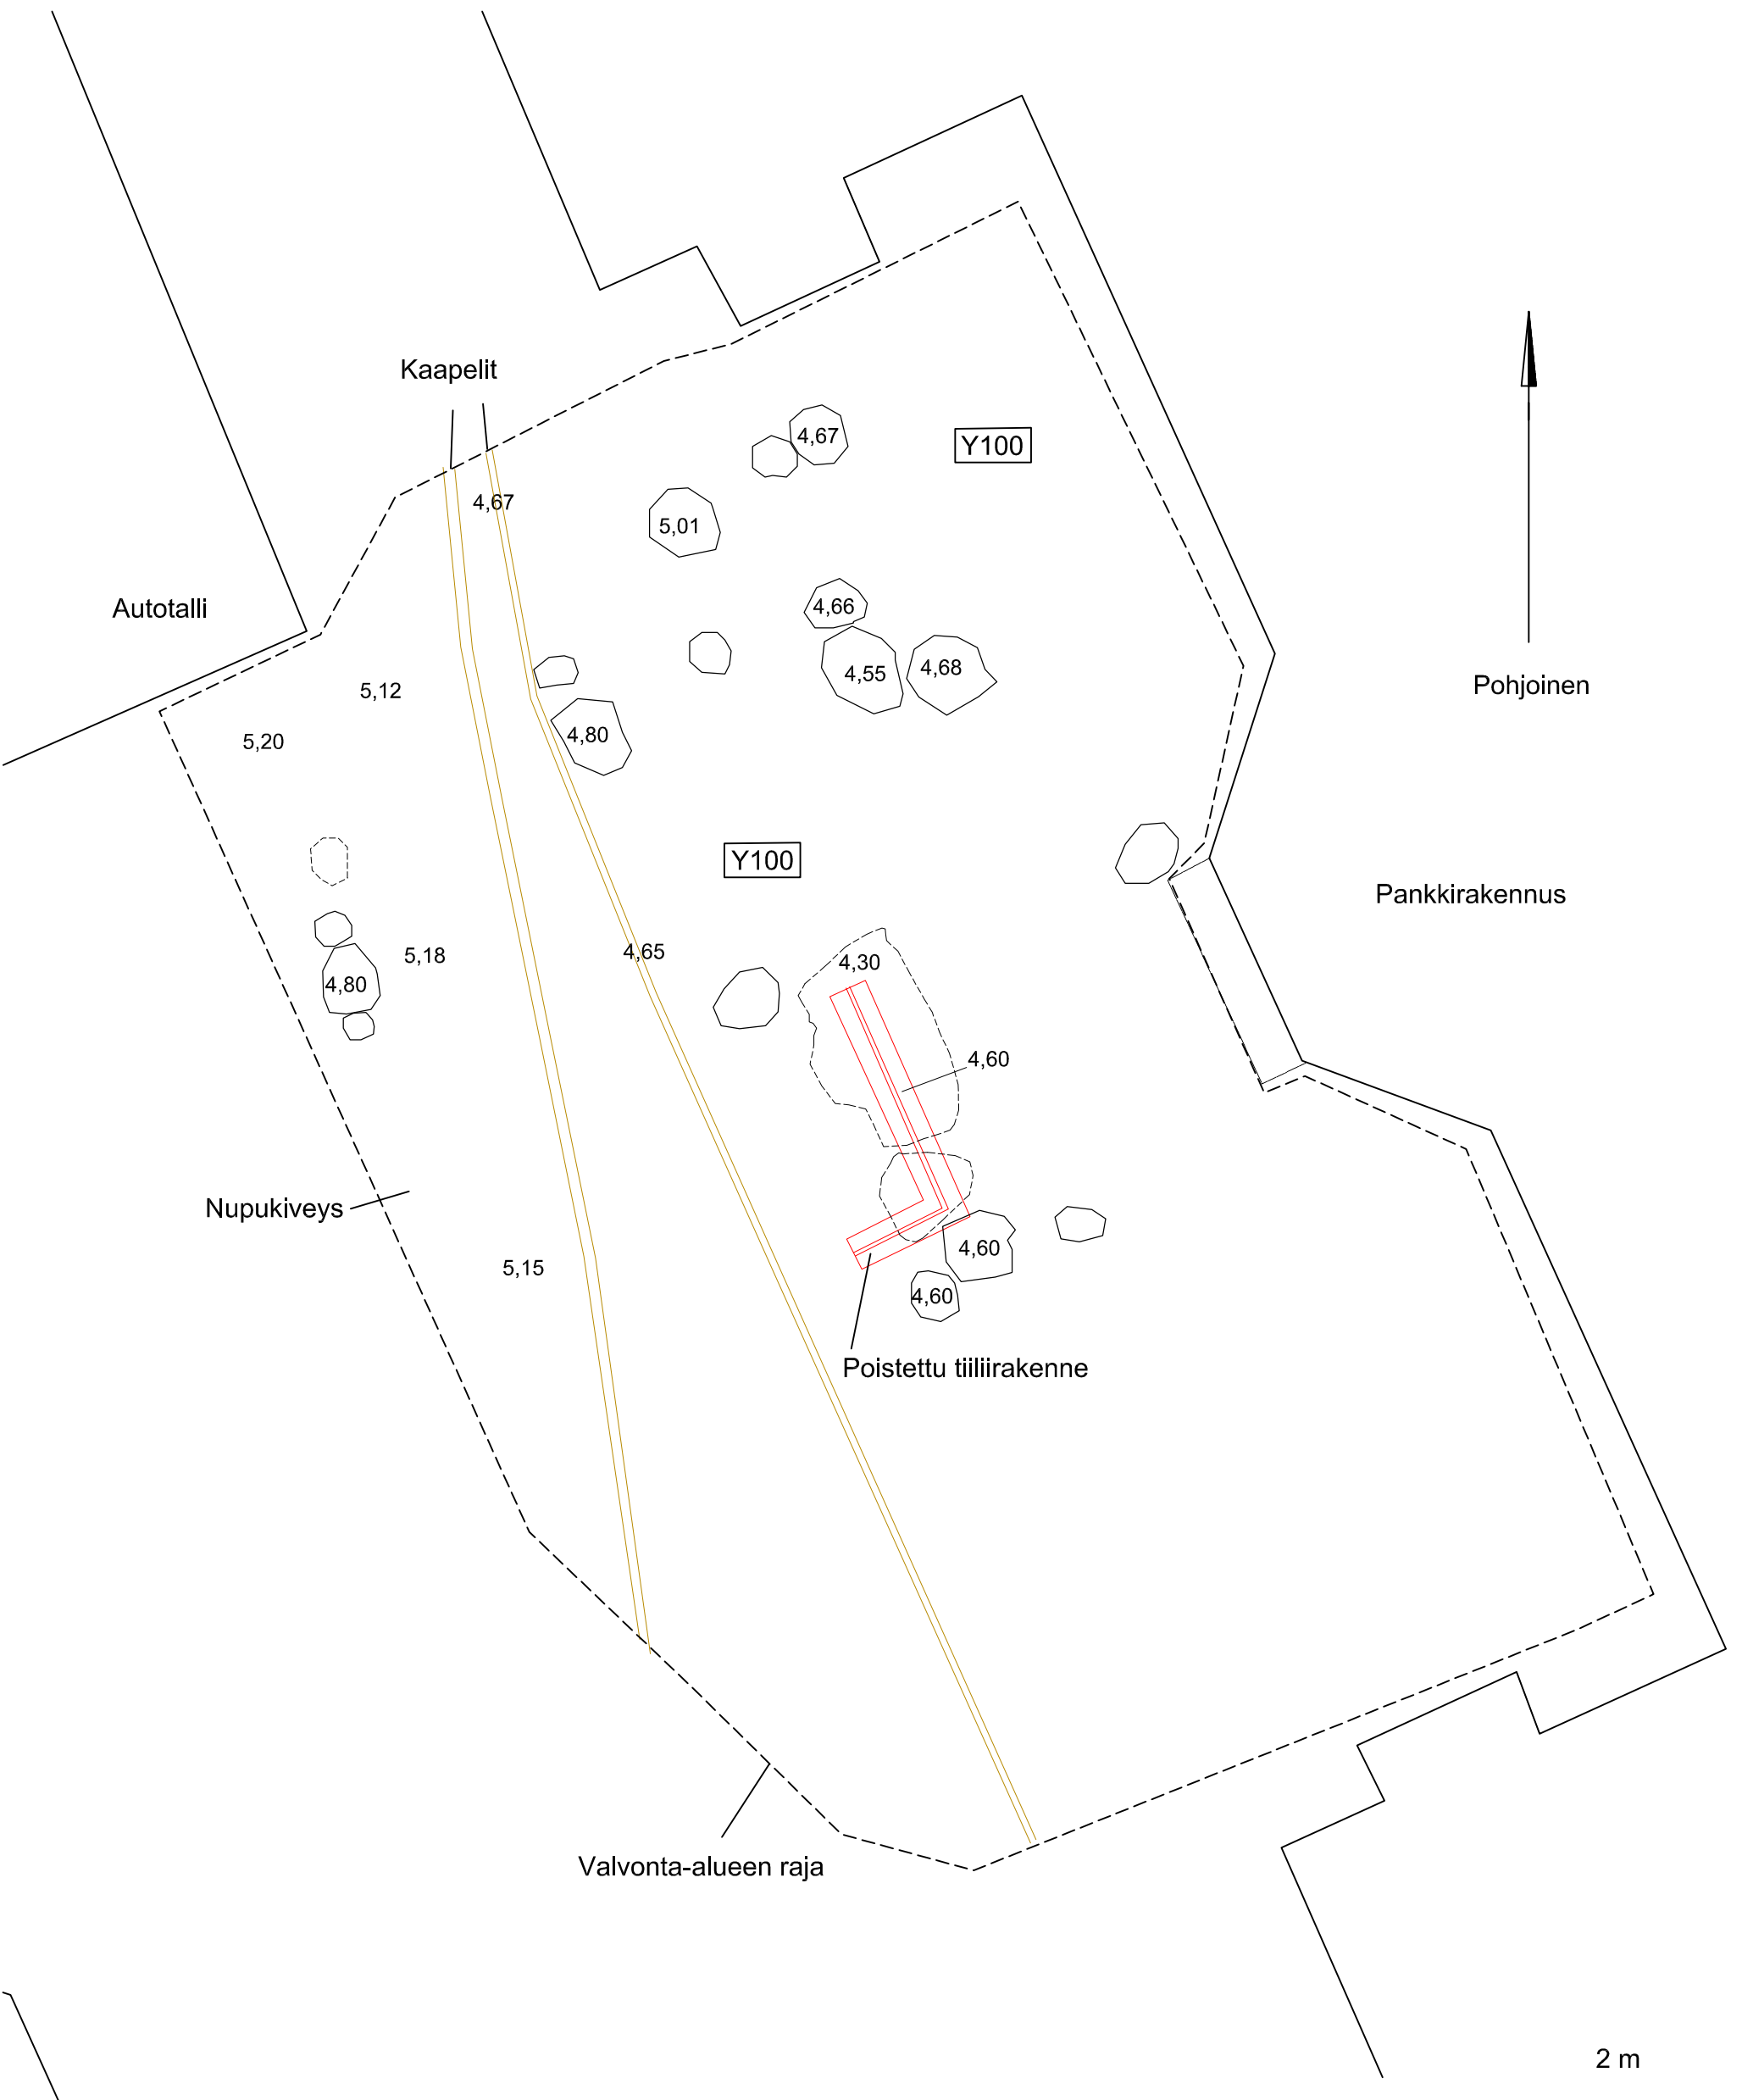 Kaapelit
4,67
Y100
4,67
5,01
Autotalli
4,66
4,55
4,68
Pohjoinen
5,12
5,20
4,80
Y100
Pankkirakennus
5,18
4,65
4,30
4,80
4,60
Nupukiveys
4,60
5,15
4,60
Poistettu tiiliirakenne
Valvonta-alueen raja
2 m